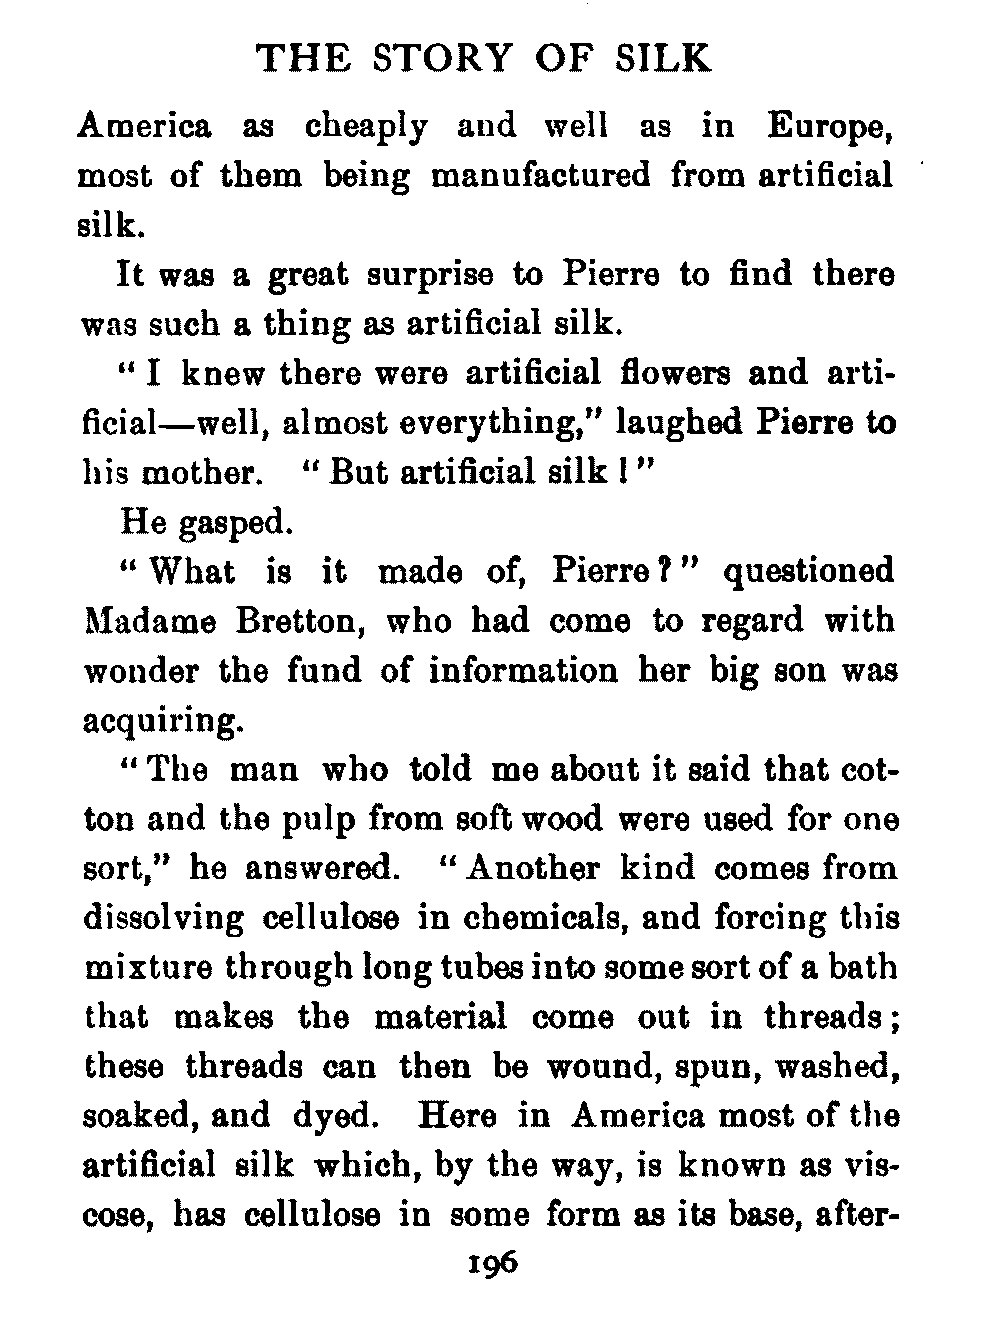 THE STORY OF SILK
America as cheaply and well as in Europe,
most of them being manufactured from artificial
silk.
It was a great surprise to Pierre to find there
was such a thing as artificial silk.
“ I knew there were artificial flowers and arti-
ficial—well, almost everything,” laughed Pierre to
his mother. “ But artificial silk ! ”
He gasped.
“ What is it made of, Pierre ? ” questioned
Madame Bretton, who had come to regard with
wonder the fund of information her big son was
acquiring.
“ The man who told me about it said that cot-
ton and the pulp from soft wood were used for one
sort,” he answered. “ Another kind comes from
dissolving cellulose in chemicals, and forcing this
mixture through long tubes into some sort of a bath
that makes the material come out in threads ;
these threads can then be wound, spun, washed,
soaked, and dyed. Here in America most of the
artificial silk which, by the way, is known as vis-
cose, has cellulose in some form as its base, after-
196